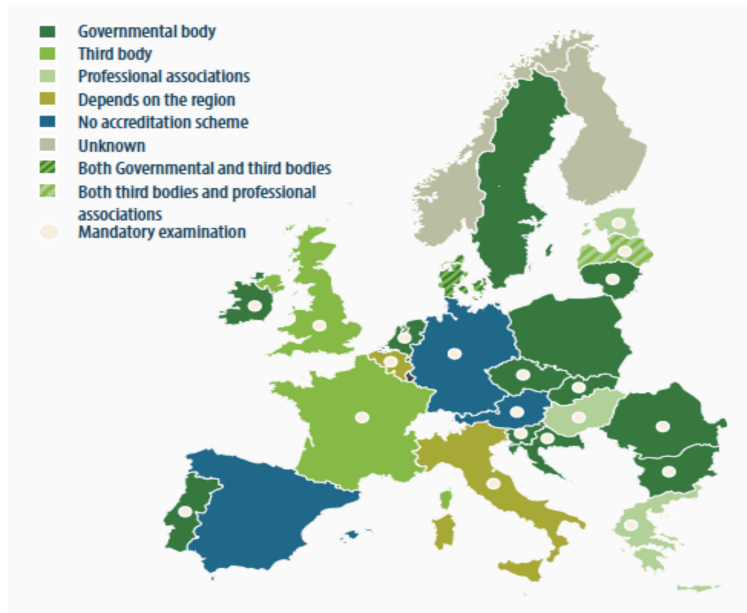 Governmental body
Third body
Professional associations
Depends on the region
No accreditation scheme
Unknown
Both Governmental and third bodies
Both third bodies and professional
associations
Mandatory examination